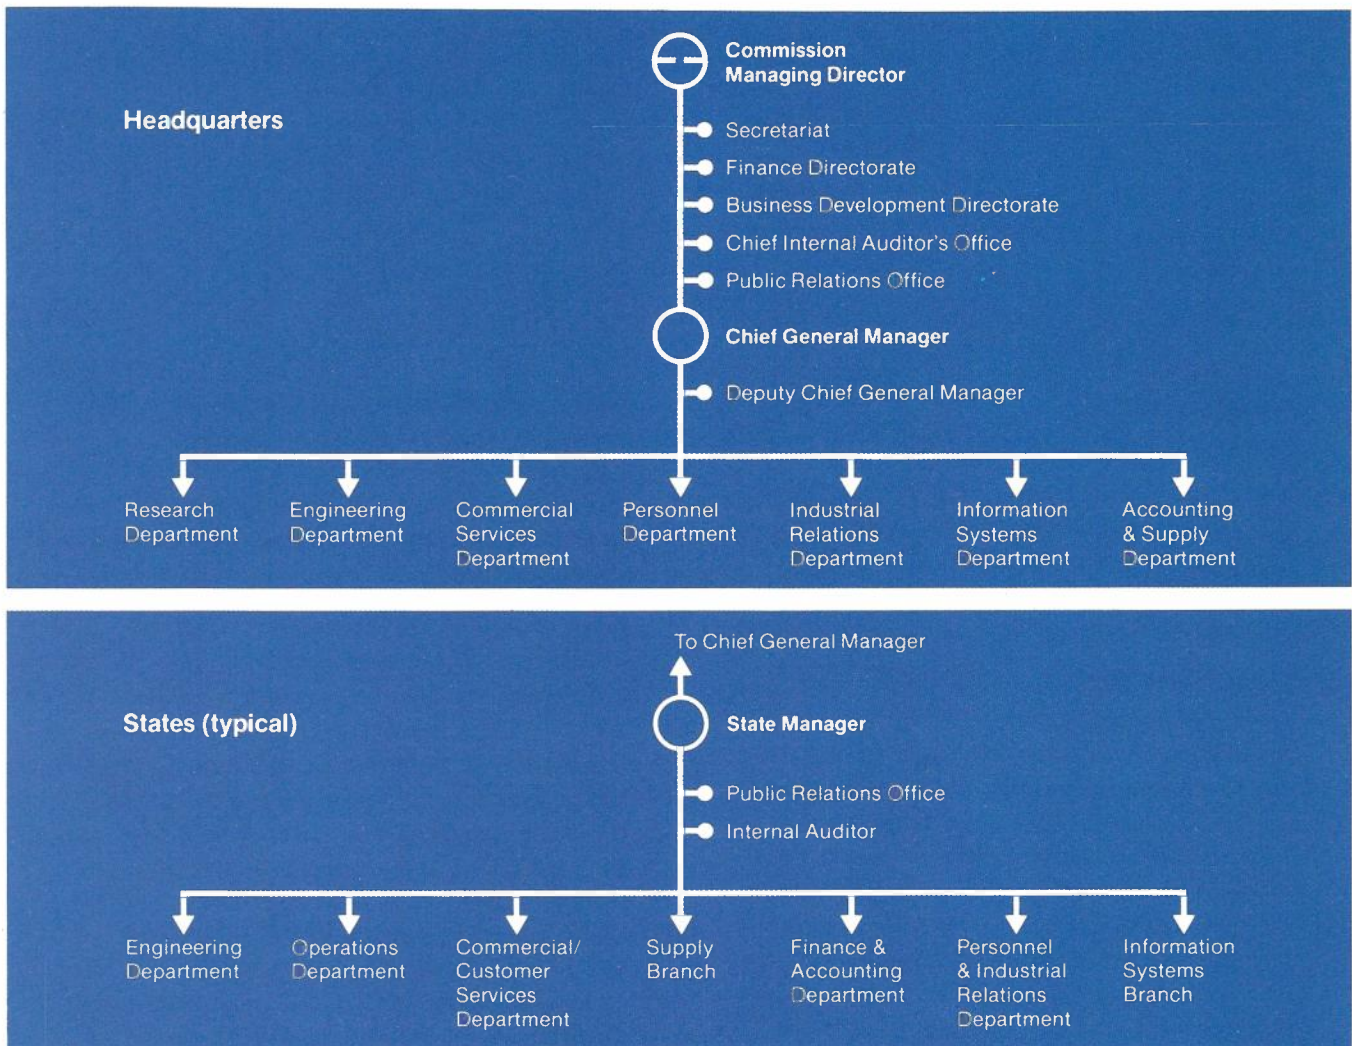 Commission
Managing Director
Headquarters
Secretariat
Finance Directorate
Business Development Directorate
Chief Internal Auditor's Office
Public Relations Office
Chief General Manager
Deputy Chief General Manager
Research
Department
Engineering
Department
Commercial
Services
Department
Personnel
Department
Industrial
Relations
Department
Information
Systems
Department
Accounting
& Supply
Department
To Chief General Manager
States (typical)
State Manager
Public Relations Office
Internal Auditor
Engineering
Department
Operations
Department
Commercial/
Customer
Services
Department
Supply
Branch
Finance &
Accounting
Department
Personnel
& Industrial
Relations
Department
Information
Systems
Branch